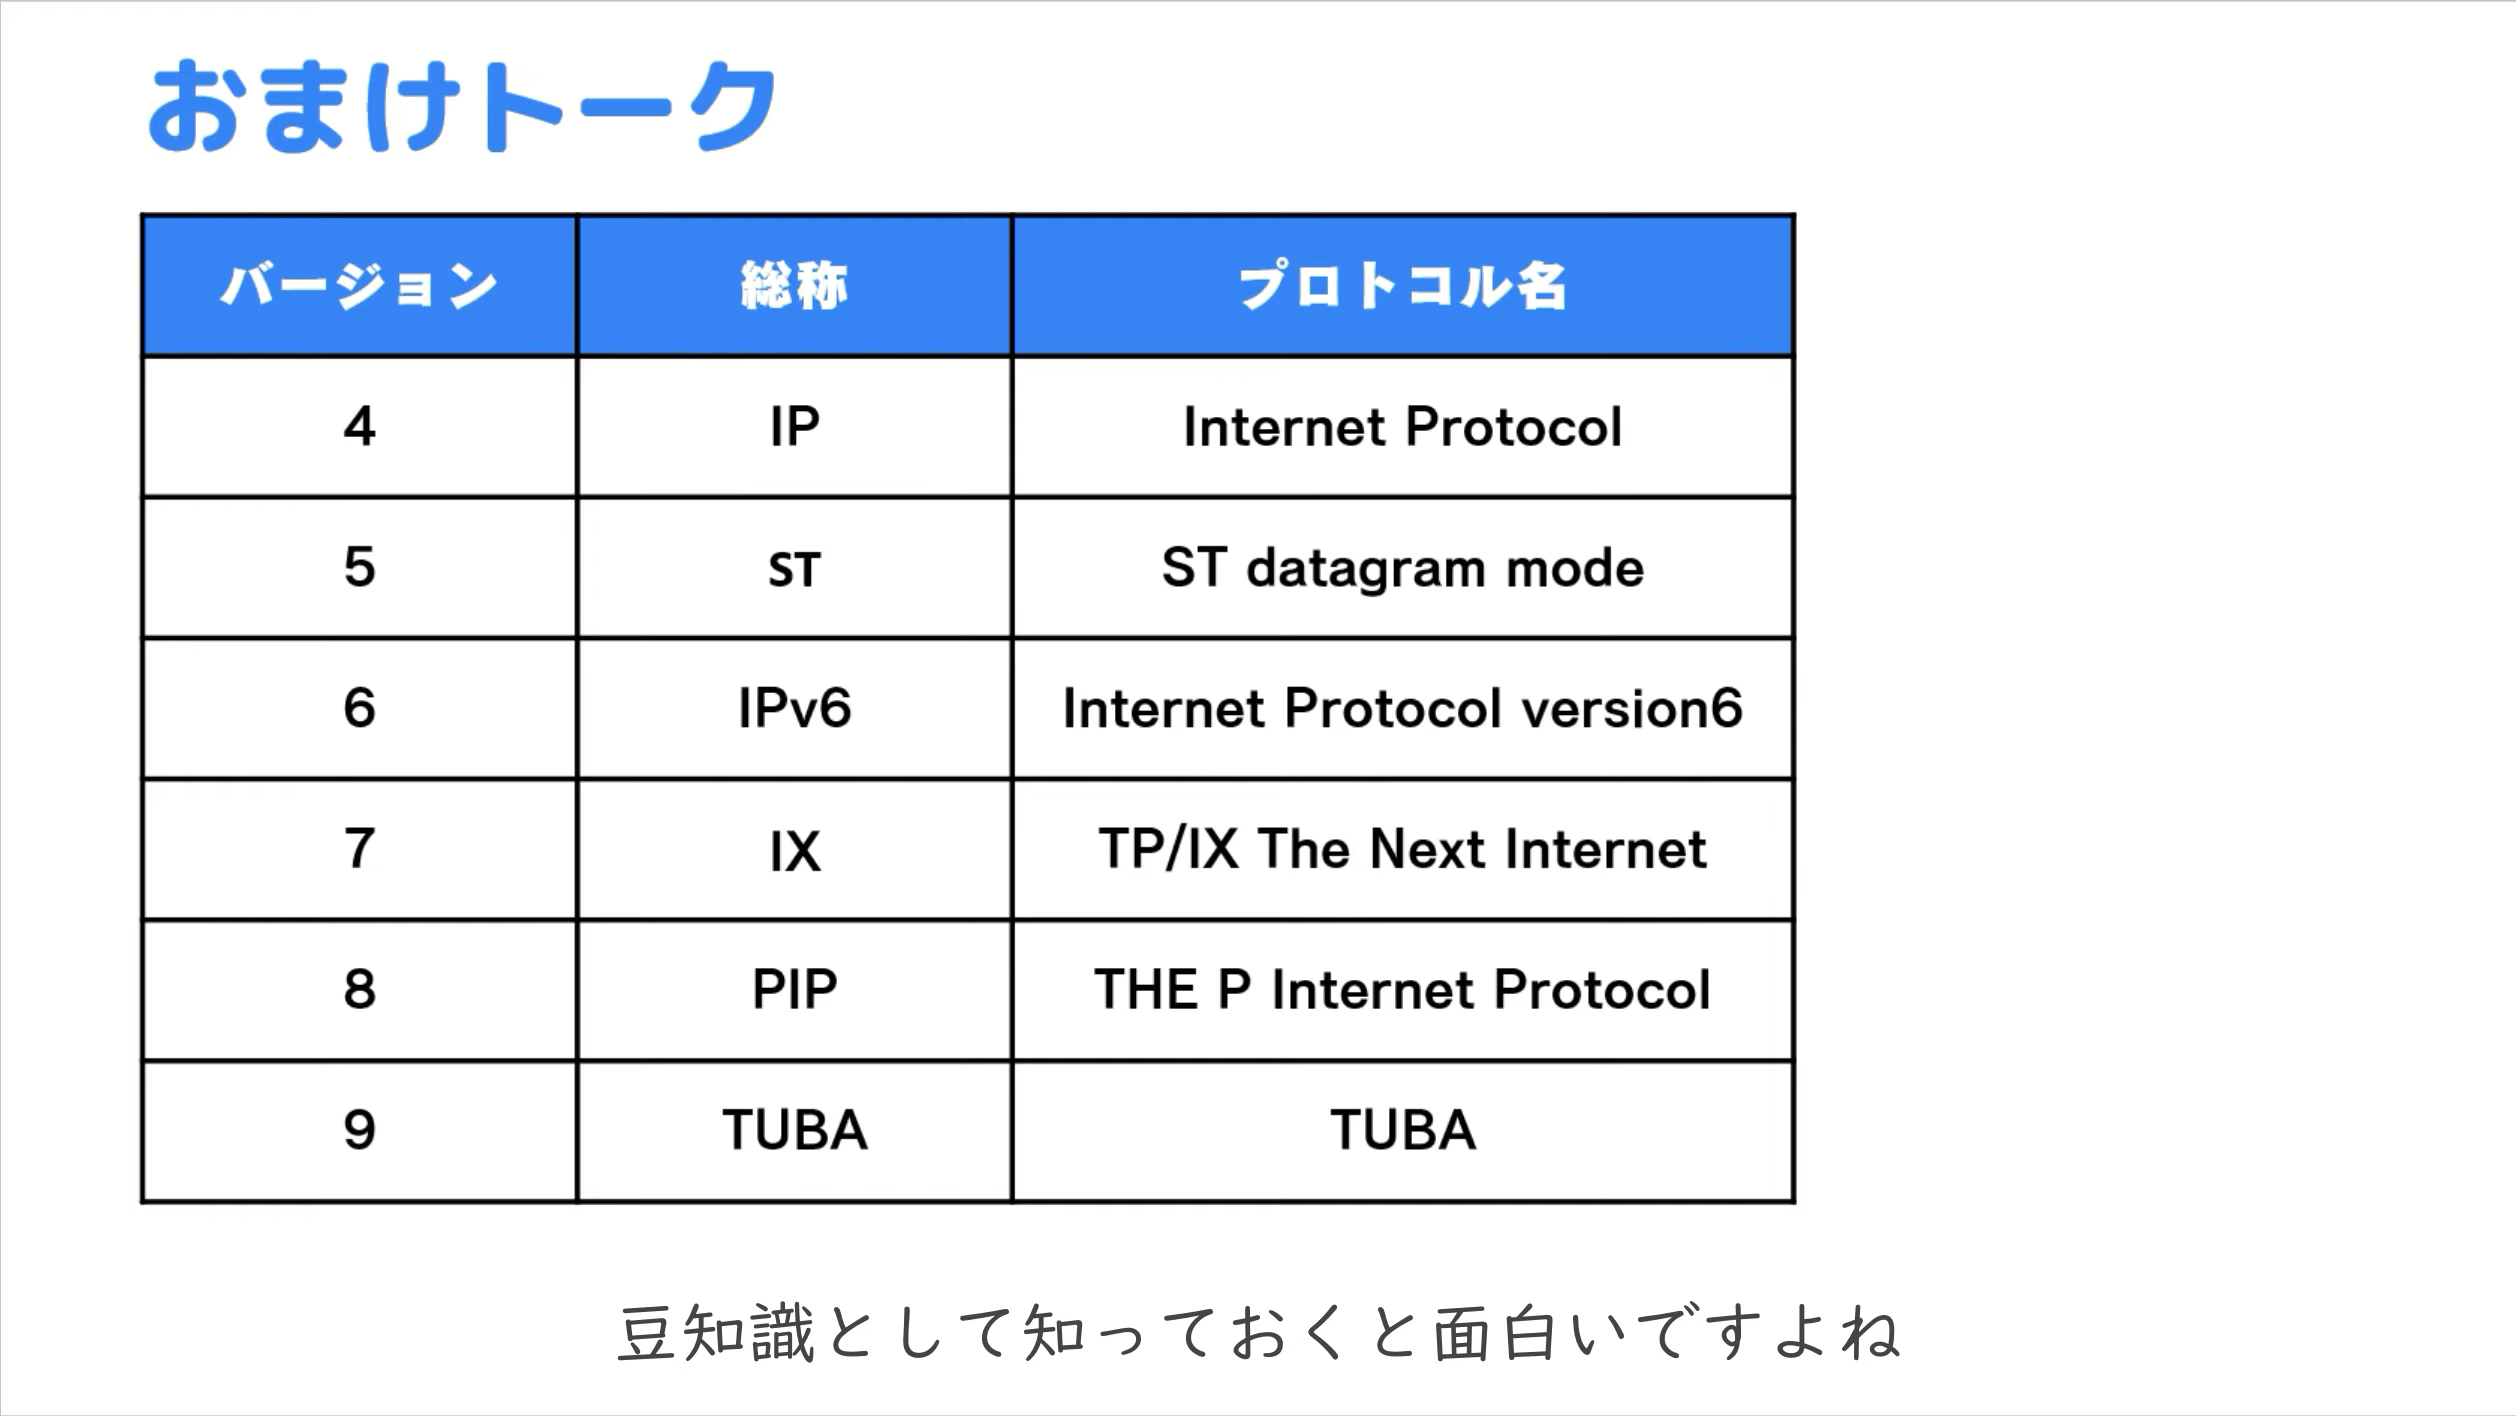 おまけトーク
バージョン 総称 プロトコル名
4 IP Internet Protocol
5 ST ST datagram mode
6 IPv6 Internet Protocol version6
7 IX TP/IX The Next Internet
8 PIP THE P Internet Protocol
9 TUBA TUBA
豆知識として知っておくと面白いですよね